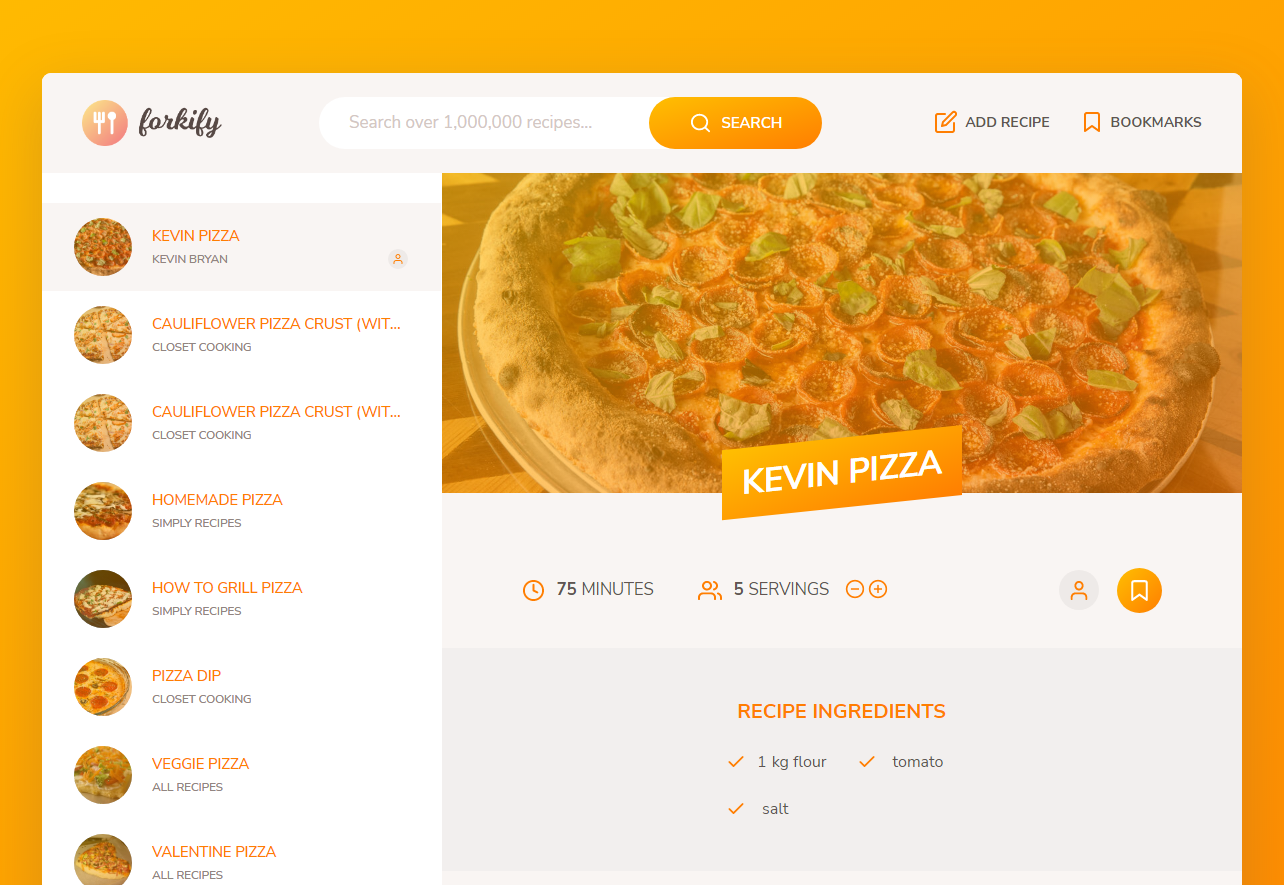 forkify
Search over 1,000,000 recipes...
SEARCH
ADD RECIPE
BOOKMARKS
KEVIN PIZZA
KEVIN BRYAN
CAULIFLOWER PIZZA CRUST (WIT...
CLOSET COOKING
CAULIFLOWER PIZZA CRUST (WIT...
CLOSET COOKING
HOMEMADE PIZZA
SIMPLY RECIPES
HOW TO GRILL PIZZA
SIMPLY RECIPES
PIZZA DIP
CLOSET COOKING
VEGGIE PIZZA
ALL RECIPES
VALENTINE PIZZA
ALL RECIPES
KEVIN PIZZA
75 MINUTES
5 SERVINGS
RECIPE INGREDIENTS
1 kg flour
tomato
salt